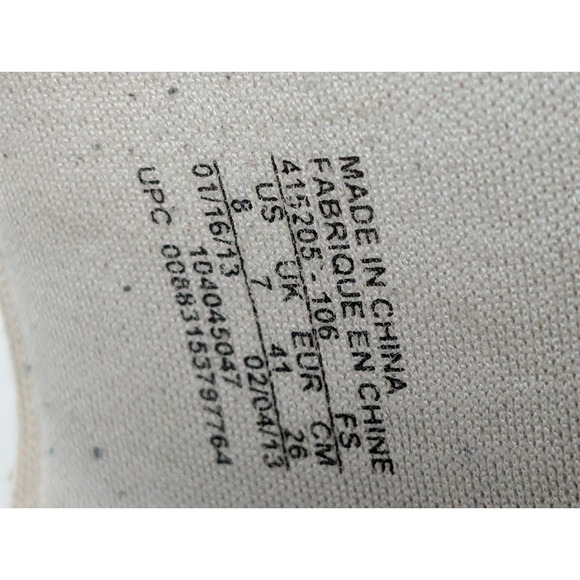 MADE IN CHINA
FABRIQUE EN CHINE
415205 - 106 FS
US UK EUR CM
8 7 41 26
01/16/13 02/04/13
104045047
UPC 00883153797764